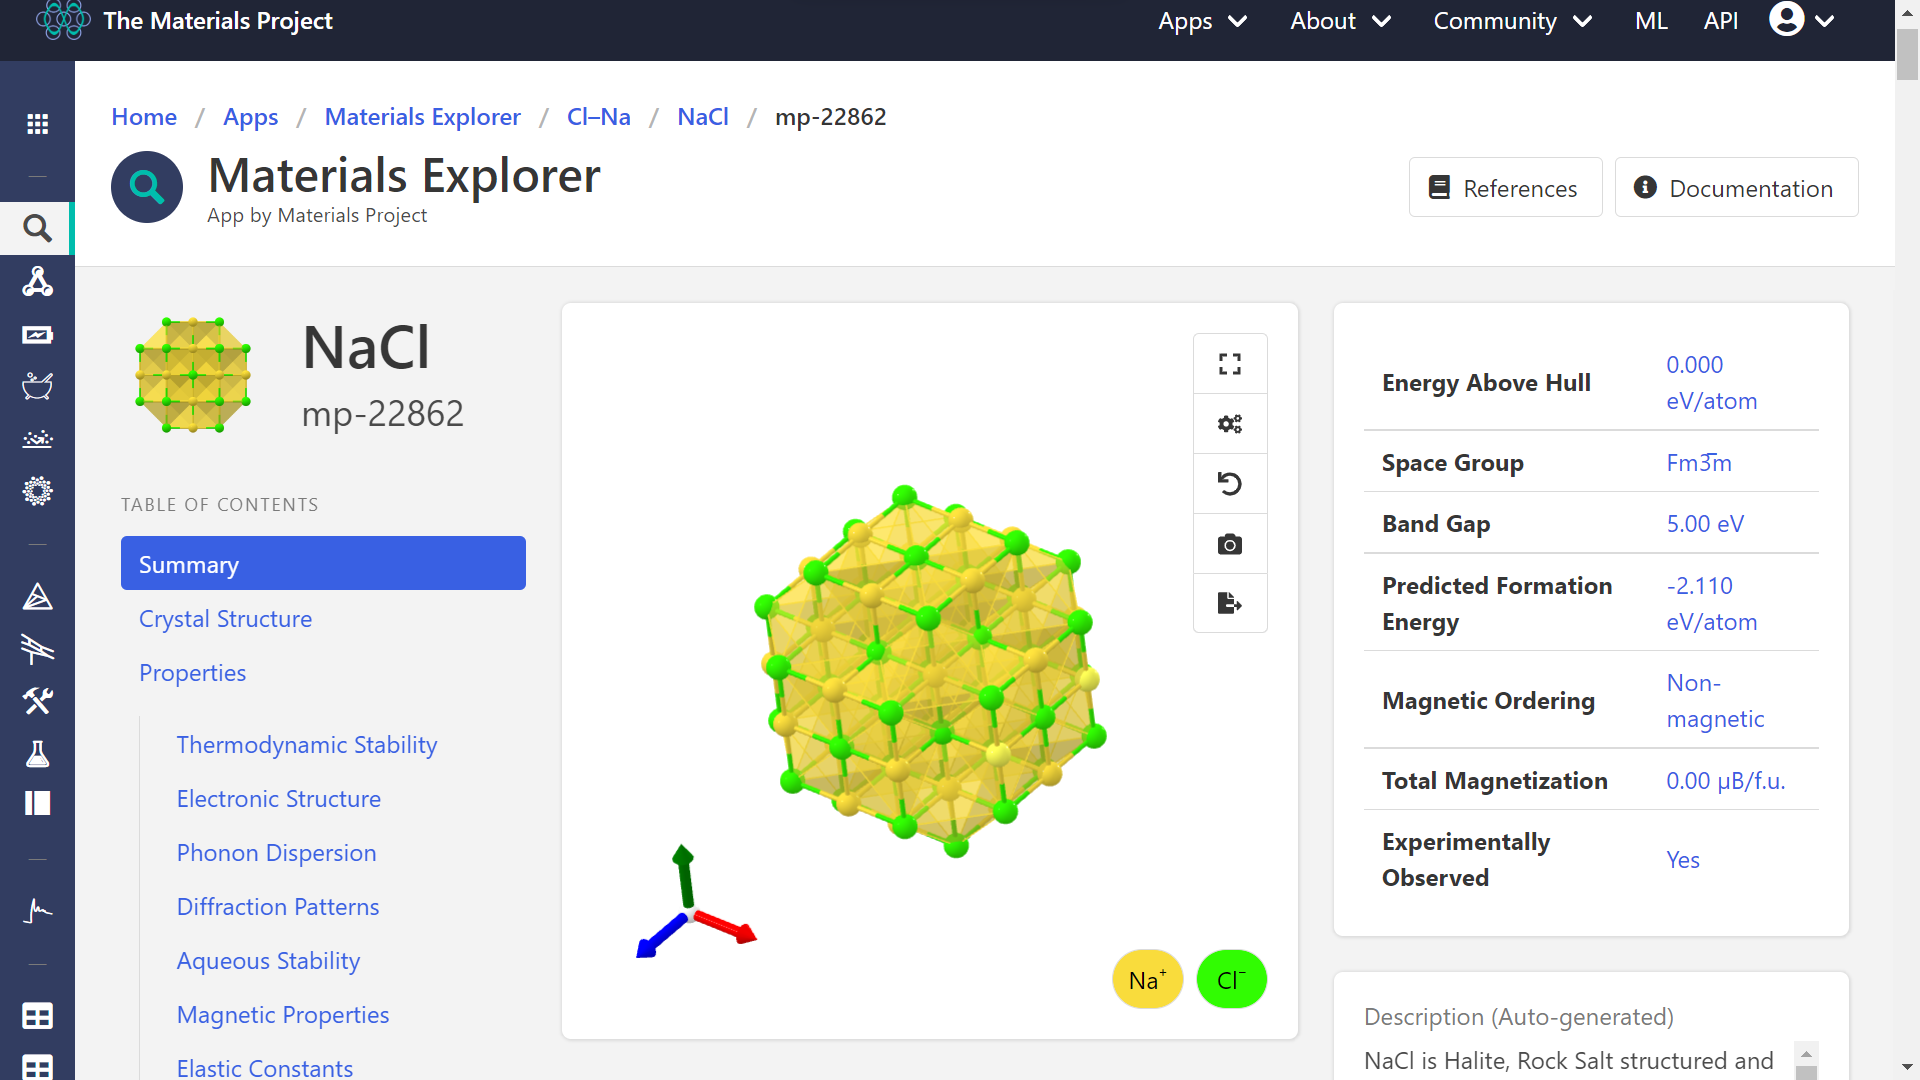 The Materials Project
Apps
About
Community
ML
API
Home / Apps / Materials Explorer / Cl–Na / NaCl / mp-22862
Materials Explorer
App by Materials Project
References
Documentation
NaCl
mp-22862
TABLE OF CONTENTS
Summary
Crystal Structure
Properties
Thermodynamic Stability
Electronic Structure
Phonon Dispersion
Diffraction Patterns
Aqueous Stability
Magnetic Properties
Elastic Constants
Na⁺
Cl⁻
Energy Above Hull
0.000
eV/atom
Space Group
Fm3̅m
Band Gap
5.00 eV
Predicted Formation
Energy
-2.110
eV/atom
Magnetic Ordering
Non-
magnetic
Total Magnetization
0.00 µB/f.u.
Experimentally
Observed
Yes
Description (Auto-generated)
NaCl is Halite, Rock Salt structured and